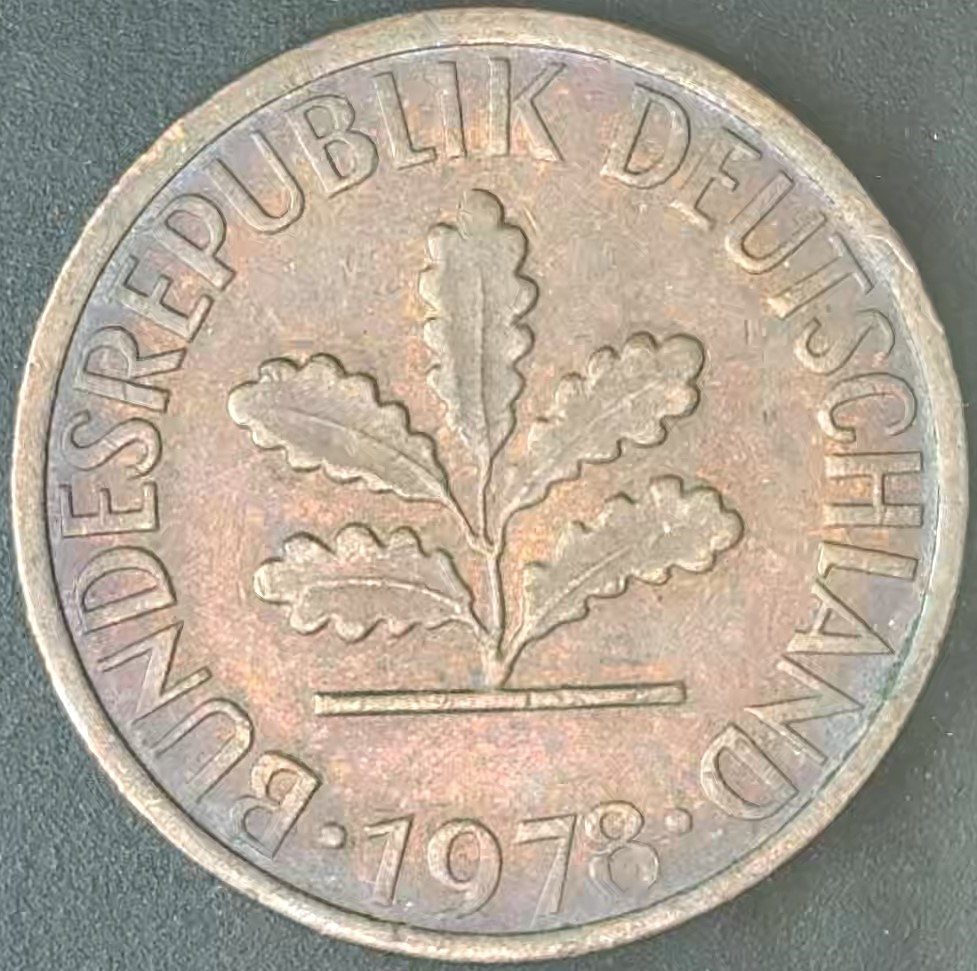 BUNDESREPUBLIK DEUTSCHLAND
· 1978 ·